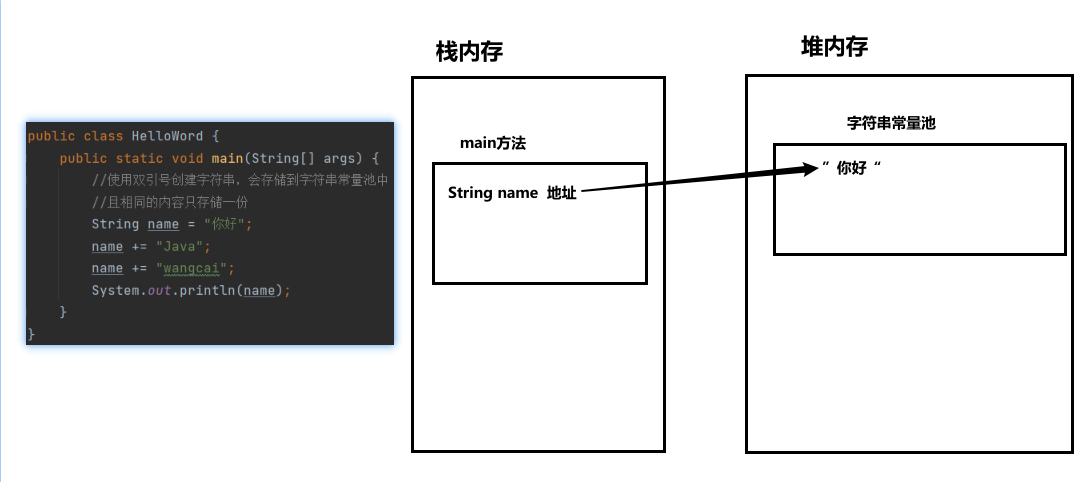 栈内存
堆内存
public class HelloWord {
public static void main(String[] args) {
//使用双引号创建字符串，会存储到字符串常量池中
//且相同的内容只存储一份
String name = "你好";
name += "Java";
name += "wangcai";
System.out.println(name);
}
}
main方法
String name 地址
字符串常量池
”你好“